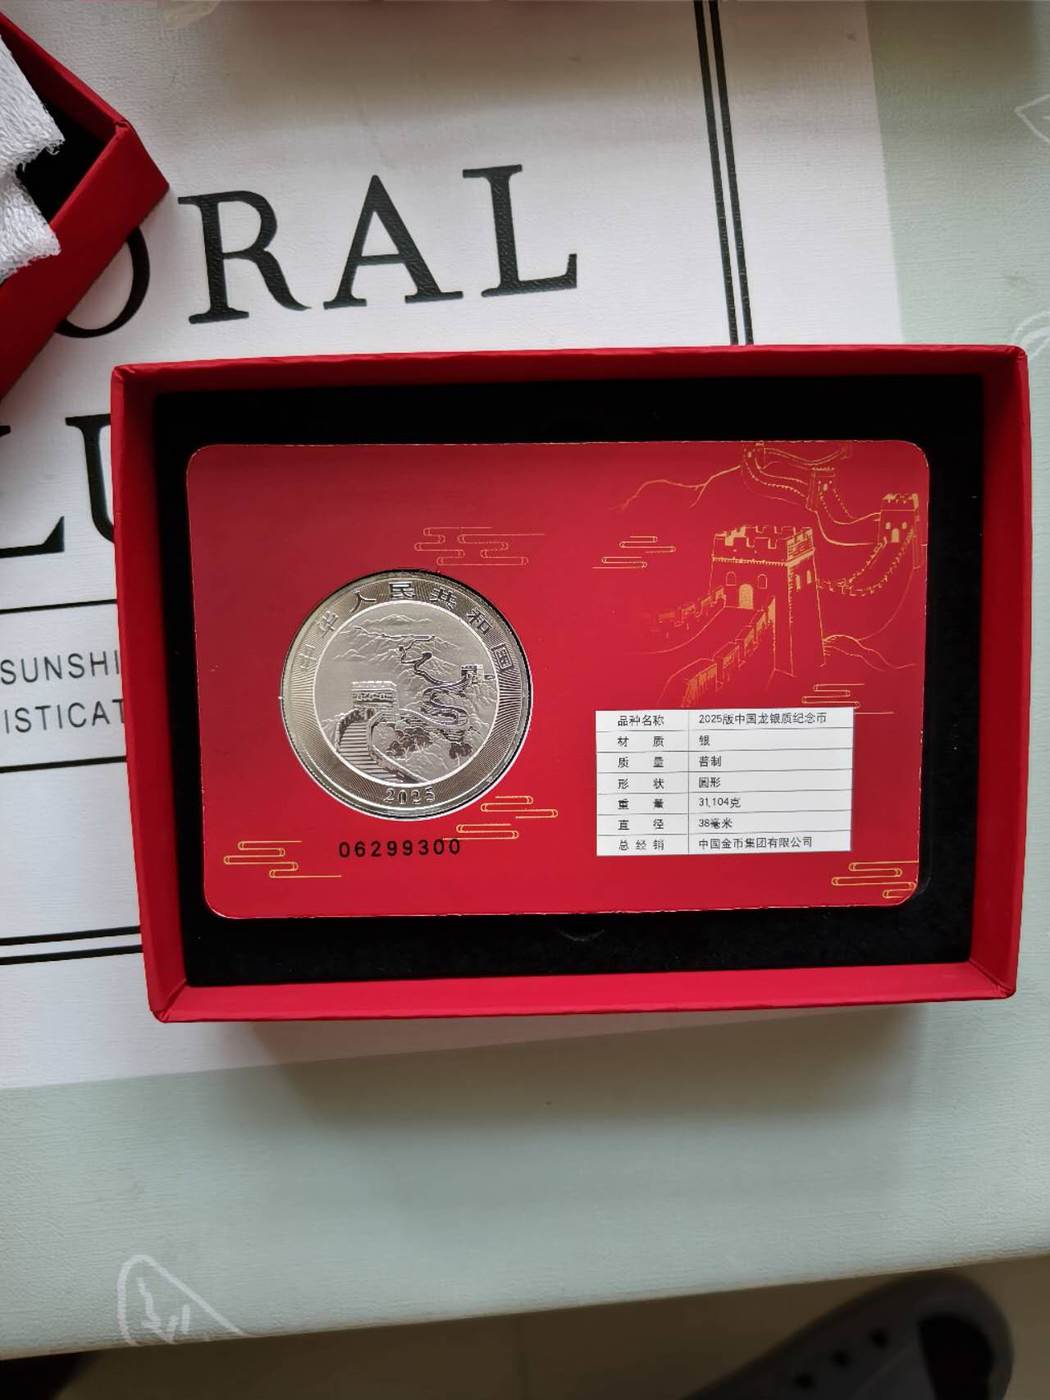 ORAL
LU
SUNSHI
ISTICAT
中华人民共和国
2025
06299300
品种名称 2025版中国龙银质纪念币
材 质 银
质 量 普制
形 状 圆形
重 量 31.104克
直 径 38毫米
总 经 销 中国金币集团有限公司